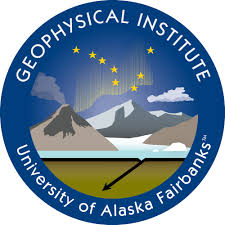 GEOPHYSICAL INSTITUTE
University of Alaska Fairbanks™